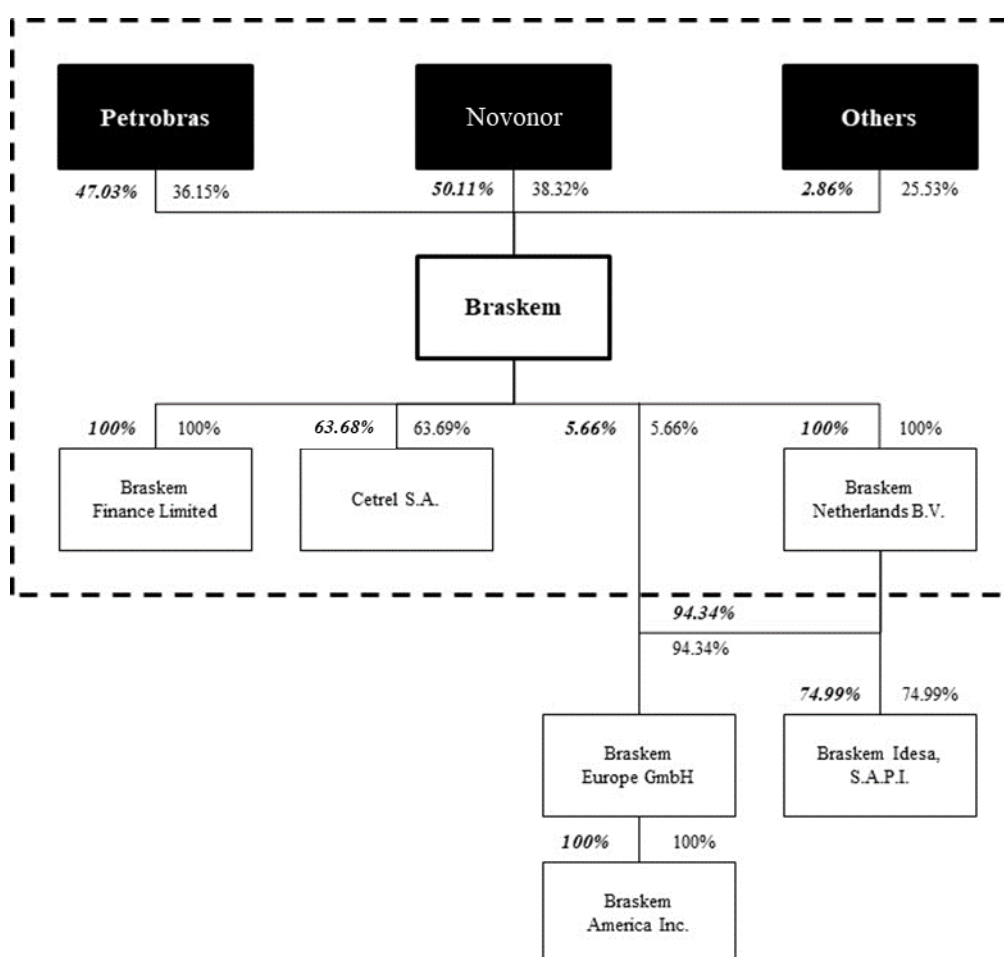 Petrobras
Novonor
Others
47.03% 36.15%
50.11% 38.32%
2.86% 25.53%
Braskem
100% 100%
63.68% 63.69%
5.66% 5.66%
100% 100%
Braskem
Finance Limited
Cetrel S.A.
Braskem
Netherlands B.V.
94.34%
94.34%
74.99% 74.99%
Braskem
Europe GmbH
Braskem Idesa,
S.A.P.I.
100% 100%
Braskem
America Inc.